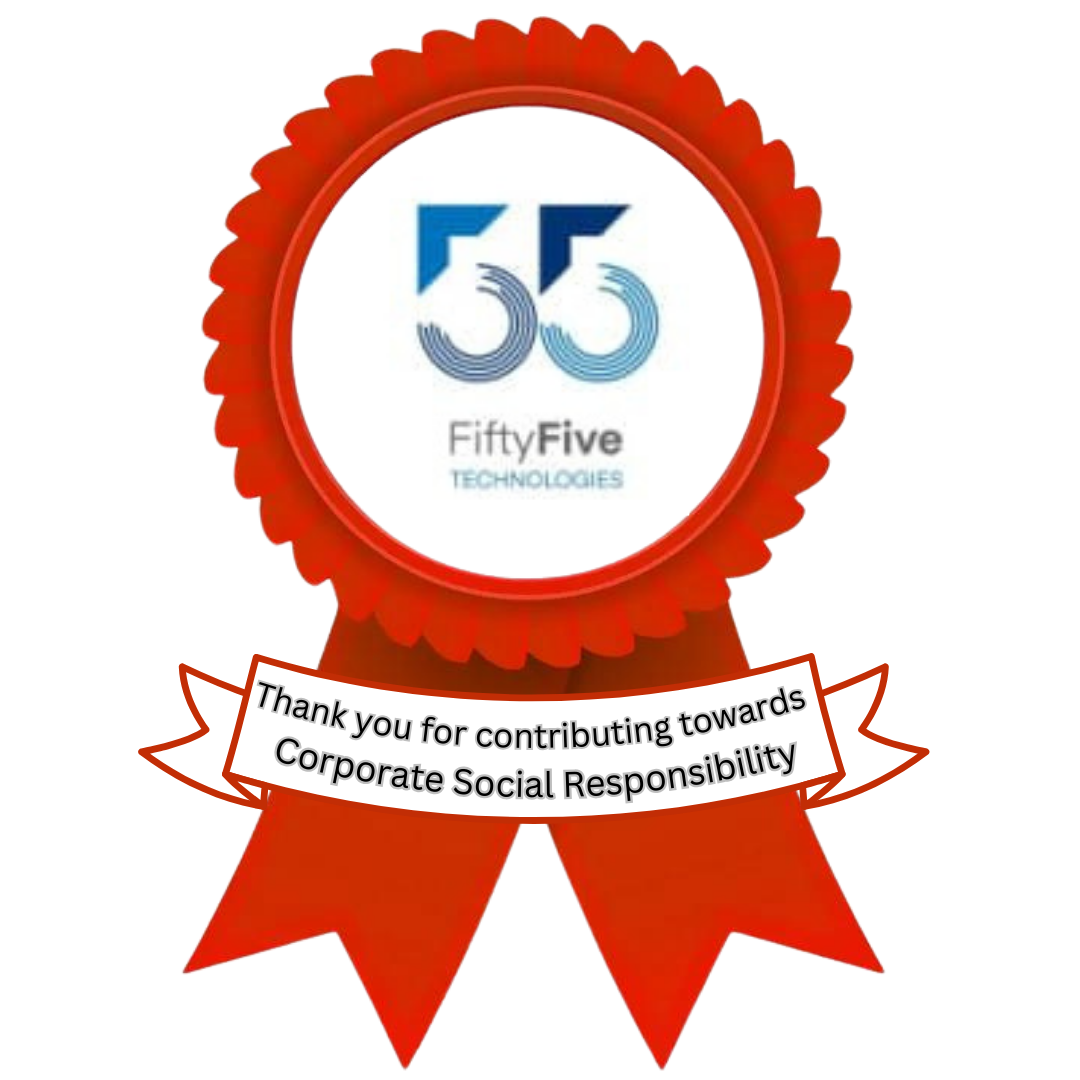 55
FiftyFive
TECHNOLOGIES
Thank you for contributing towards
Corporate Social Responsibility